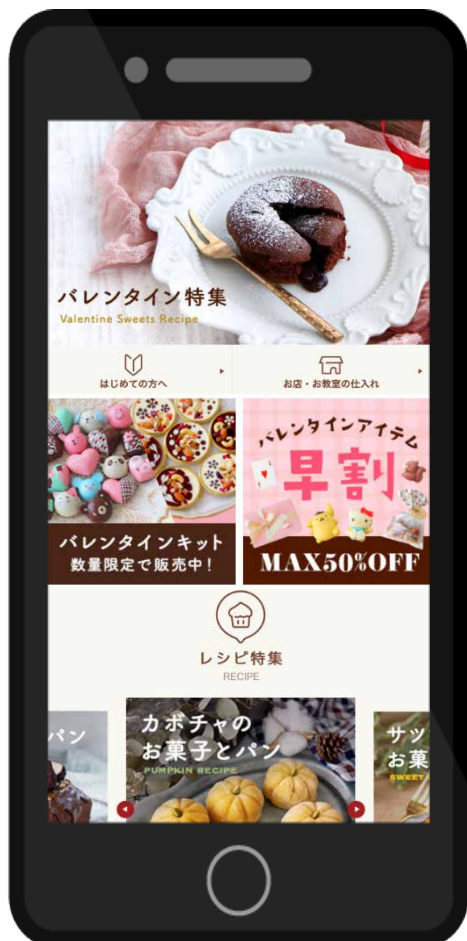 バレンタイン特集
Valentine Sweets Recipe
はじめての方へ
お店・お教室の仕入れ
バレンタインキット
数量限定で販売中！
バレンタインアイテム
早割
MAX50%OFF
レシピ特集
RECIPE
パン
カボチャの
お菓子とパン
PUMPKIN RECIPE
サツ
お菓
SWEET